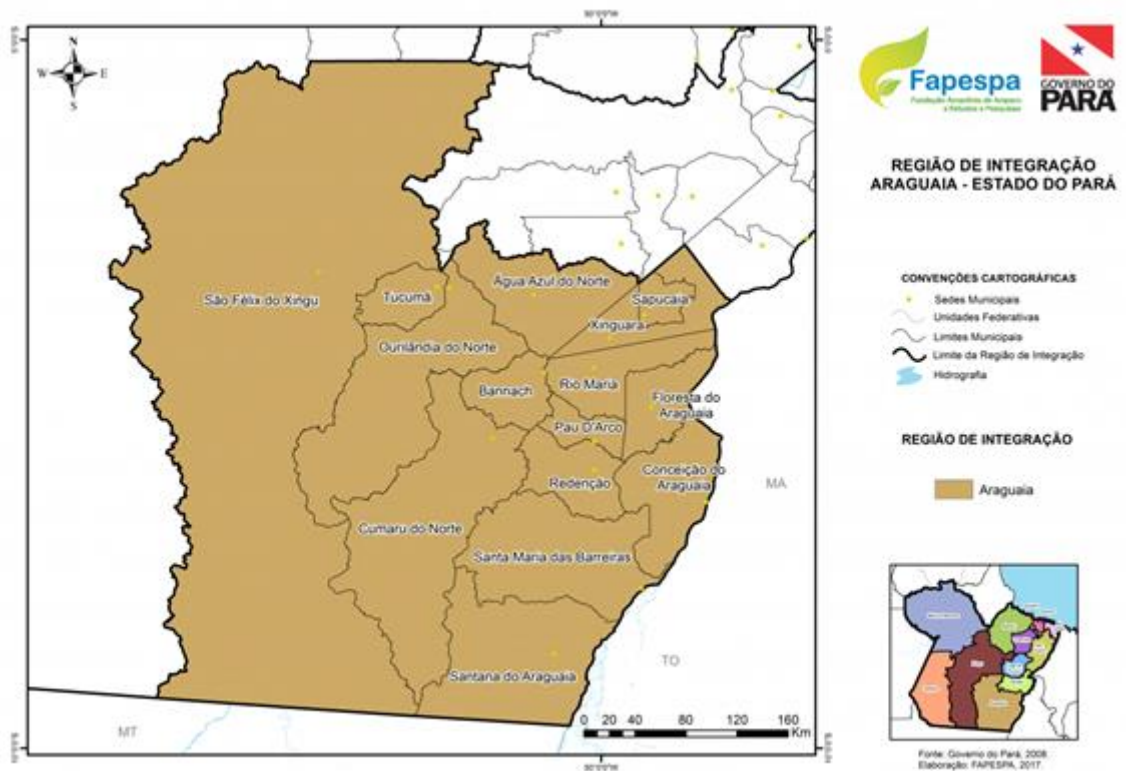 N
W
E
S
São Félix do Xingu
Tucumã
Água Azul do Norte
Sapucaia
Xinguara
Ourilândia do Norte
Bannach
Rio Maria
Floresta do
Araguaia
Pau D'Arco
Redenção
Conceição do
Araguaia
Cumaru do Norte
Santa Maria das Barreiras
Santana do Araguaia
MA
TO
MT
0 20 40 80 120 160
Km
Fapespa
Fundação Amazônia de Amparo
a Estudos e Pesquisas
GOVERNO DO
PARÁ
REGIÃO DE INTEGRAÇÃO
ARAGUAIA - ESTADO DO PARÁ
CONVENÇÕES CARTOGRÁFICAS
Sedes Municipais
Unidades Federativas
Limites Municipais
Limite da Região de Integração
Hidrografia
REGIÃO DE INTEGRAÇÃO
Araguaia
Fonte: Governo do Pará, 2008.
Elaboração: FAPESPA, 2017.